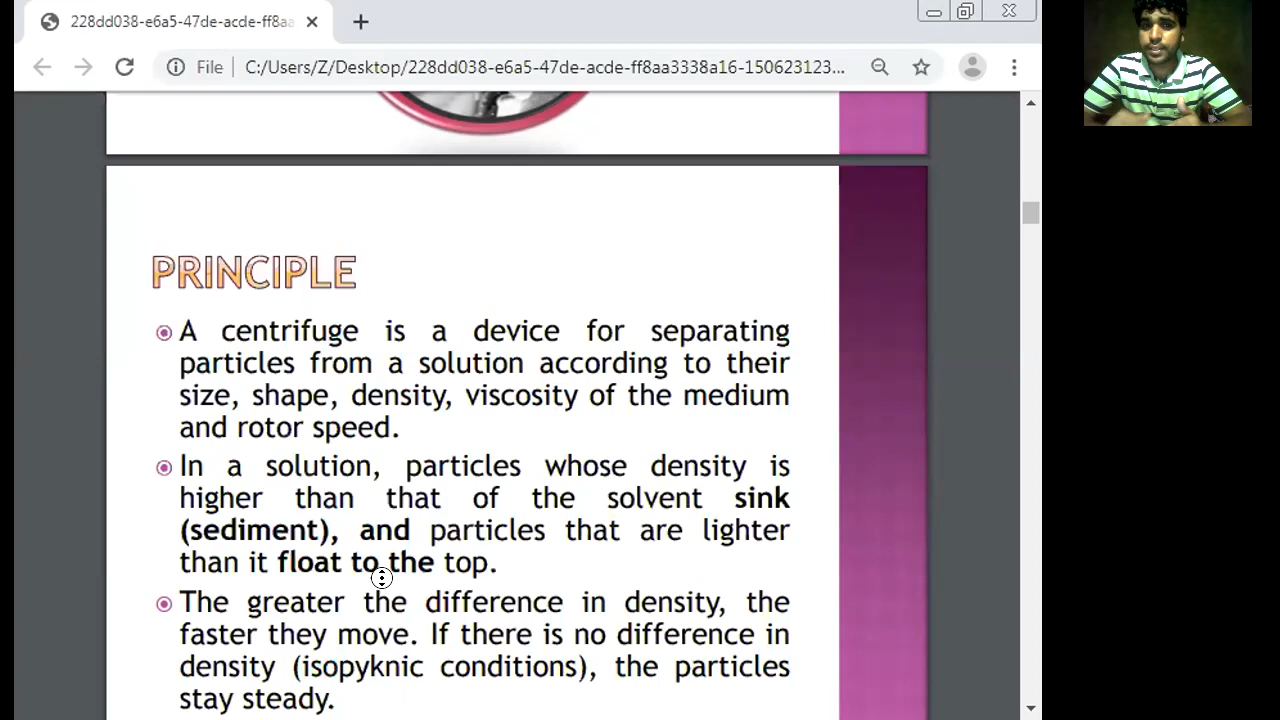 228dd038-e6a5-47de-acde-ff8aa
File
C:/Users/Z/Desktop/228dd038-e6a5-47de-acde-ff8aa3338a16-150623123...
PRINCIPLE
A centrifuge is a device for separating
particles from a solution according to their
size, shape, density, viscosity of the medium
and rotor speed.
In a solution, particles whose density is
higher than that of the solvent sink
(sediment), and particles that are lighter
than it float to the top.
The greater the difference in density, the
faster they move. If there is no difference in
density (isopyknic conditions), the particles
stay steady.